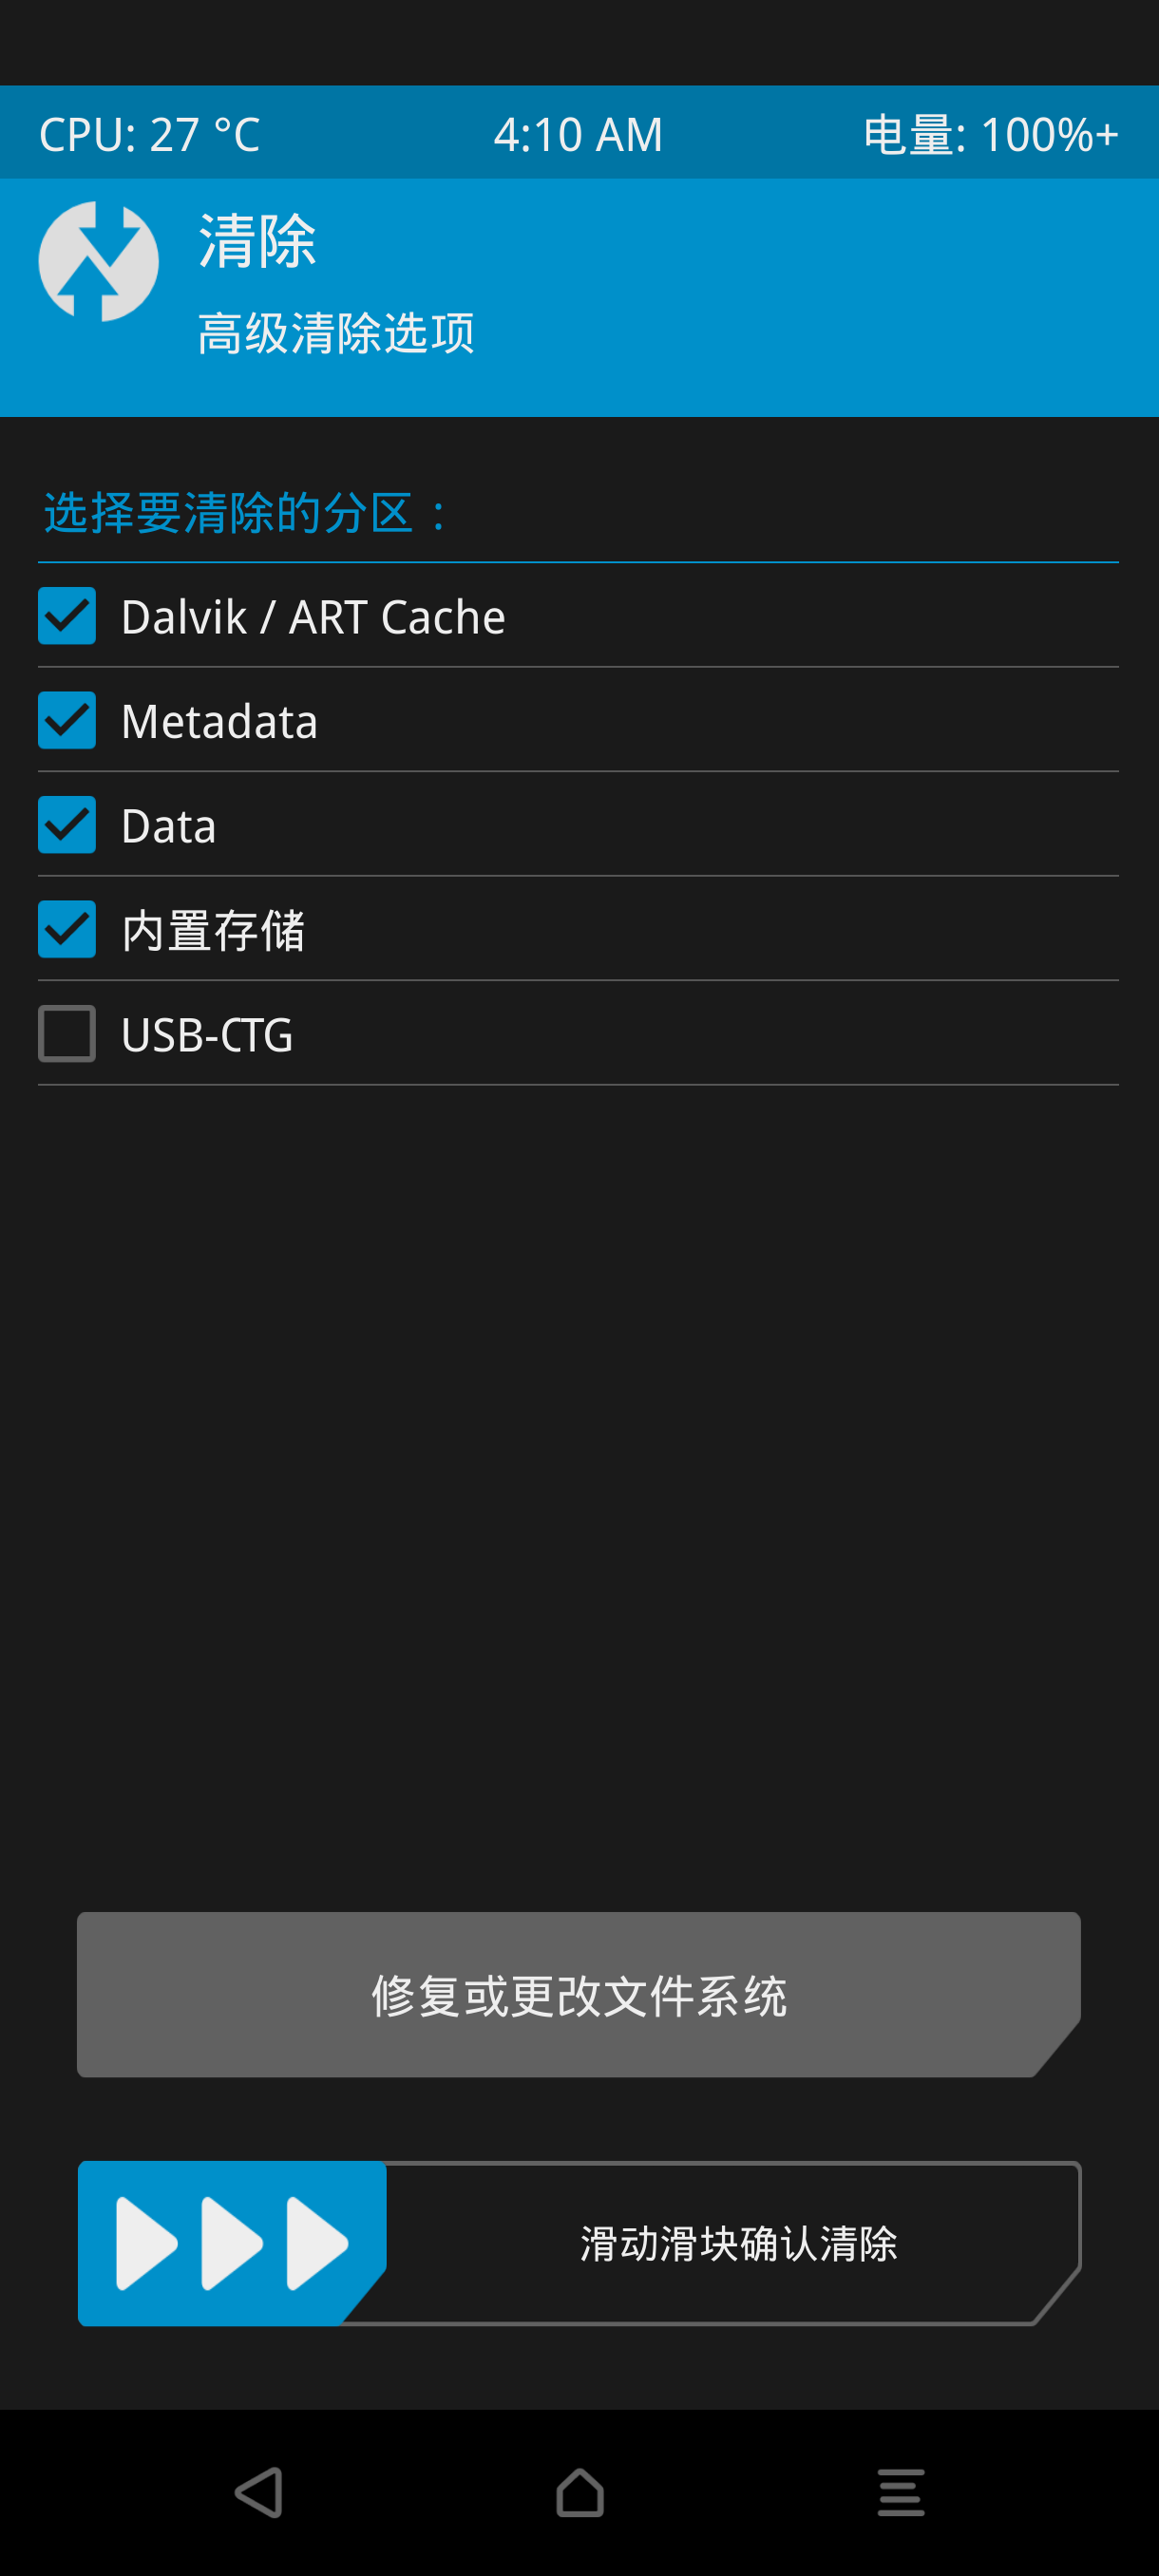 CPU: 27 °C
4:10 AM
电量: 100%+
清除
高级清除选项
选择要清除的分区：
Dalvik / ART Cache
Metadata
Data
内置存储
USB-CTG
修复或更改文件系统
滑动滑块确认清除